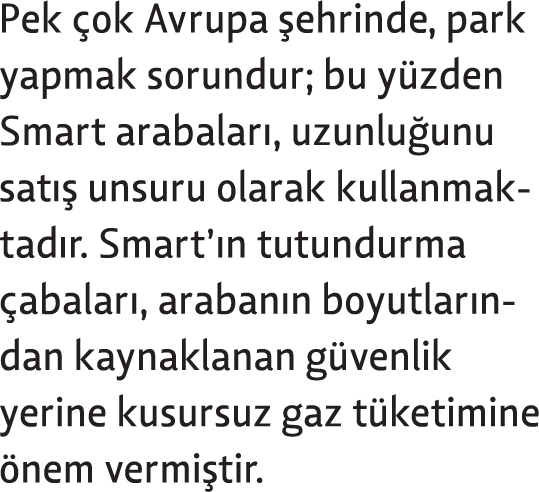 Pek çok Avrupa şehrinde, park
yapmak sorundur; bu yüzden
Smart arabaları, uzunluğunu
satış unsuru olarak kullanmak-
tadır. Smart’ın tutundurma
çabaları, arabanın boyutların-
dan kaynaklanan güvenlik
yerine kusursuz gaz tüketimine
önem vermiştir.